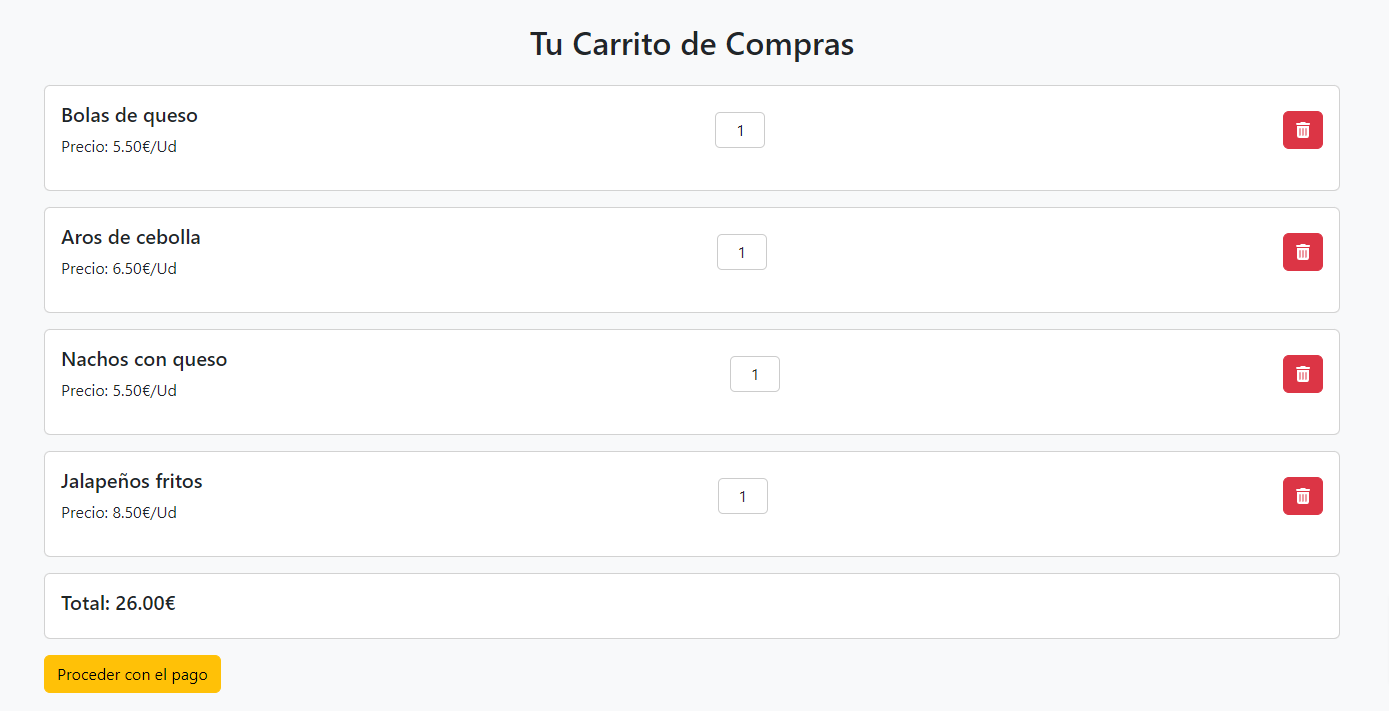 Tu Carrito de Compras
Bolas de queso
Precio: 5.50€/Ud
1
Aros de cebolla
Precio: 6.50€/Ud
1
Nachos con queso
Precio: 5.50€/Ud
1
Jalapeños fritos
Precio: 8.50€/Ud
1
Total: 26.00€
Proceder con el pago